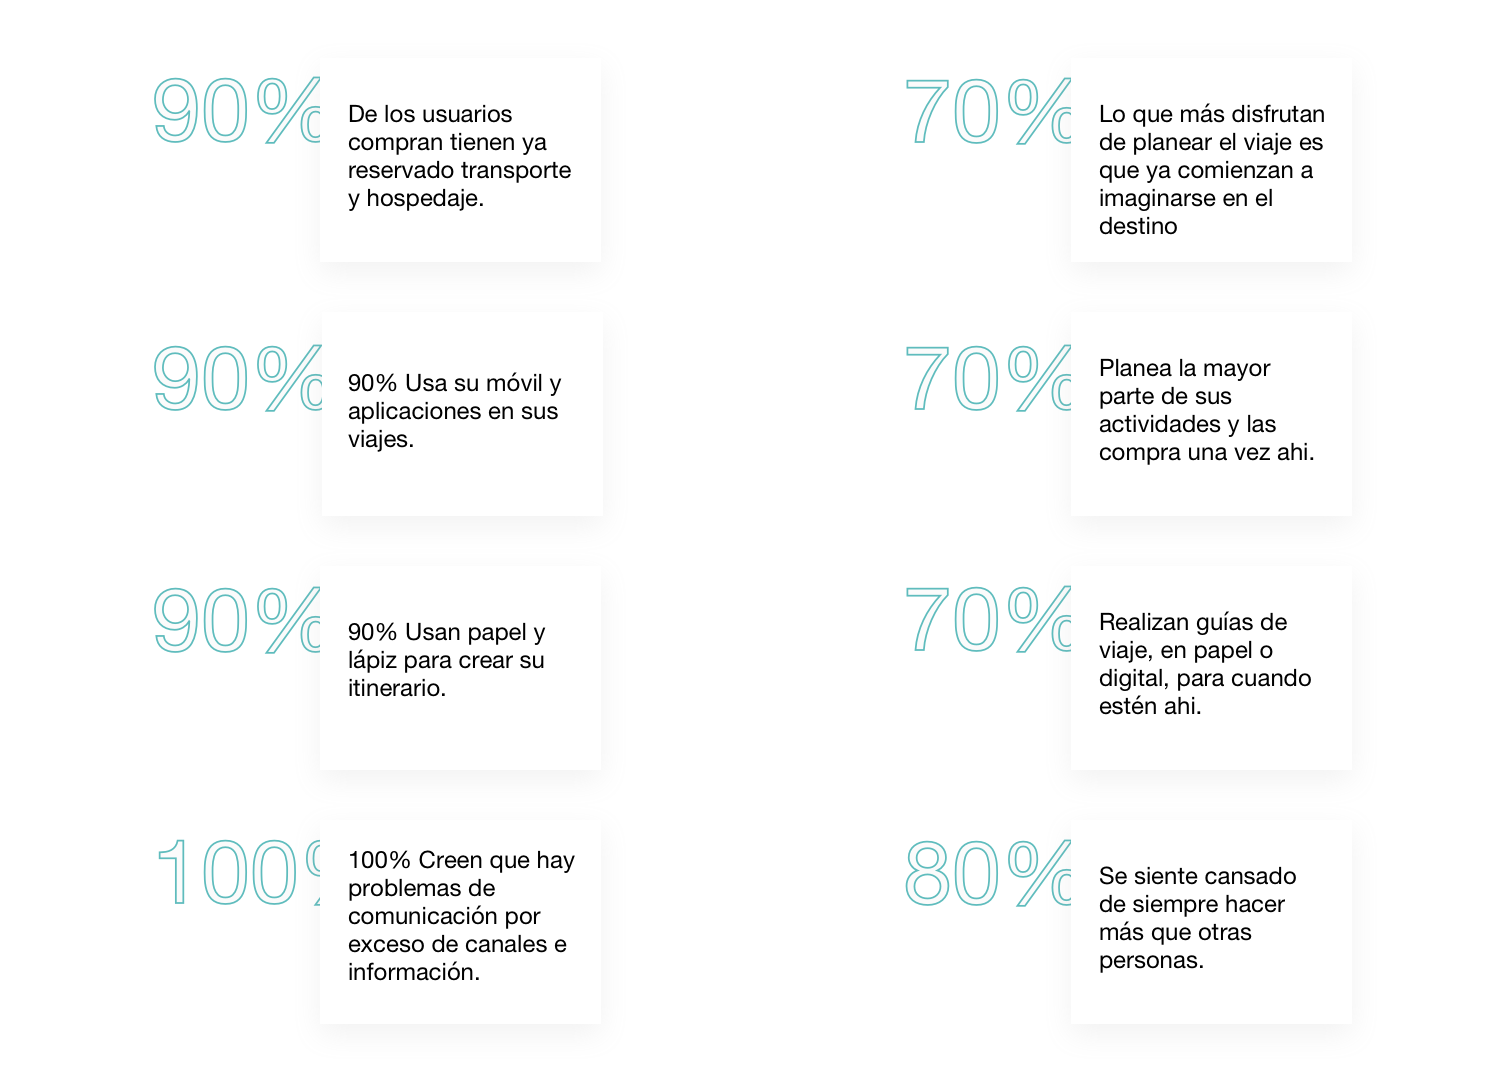 90%
De los usuarios
compran tienen ya
reservado transporte
y hospedaje.
70%
Lo que más disfrutan
de planear el viaje es
que ya comienzan a
imaginarse en el
destino
90%
90% Usa su móvil y
aplicaciones en sus
viajes.
70%
Planea la mayor
parte de sus
actividades y las
compra una vez ahi.
90%
90% Usan papel y
lápiz para crear su
itinerario.
70%
Realizan guías de
viaje, en papel o
digital, para cuando
estén ahi.
100%
100% Creen que hay
problemas de
comunicación por
exceso de canales e
información.
80%
Se siente cansado
de siempre hacer
más que otras
personas.